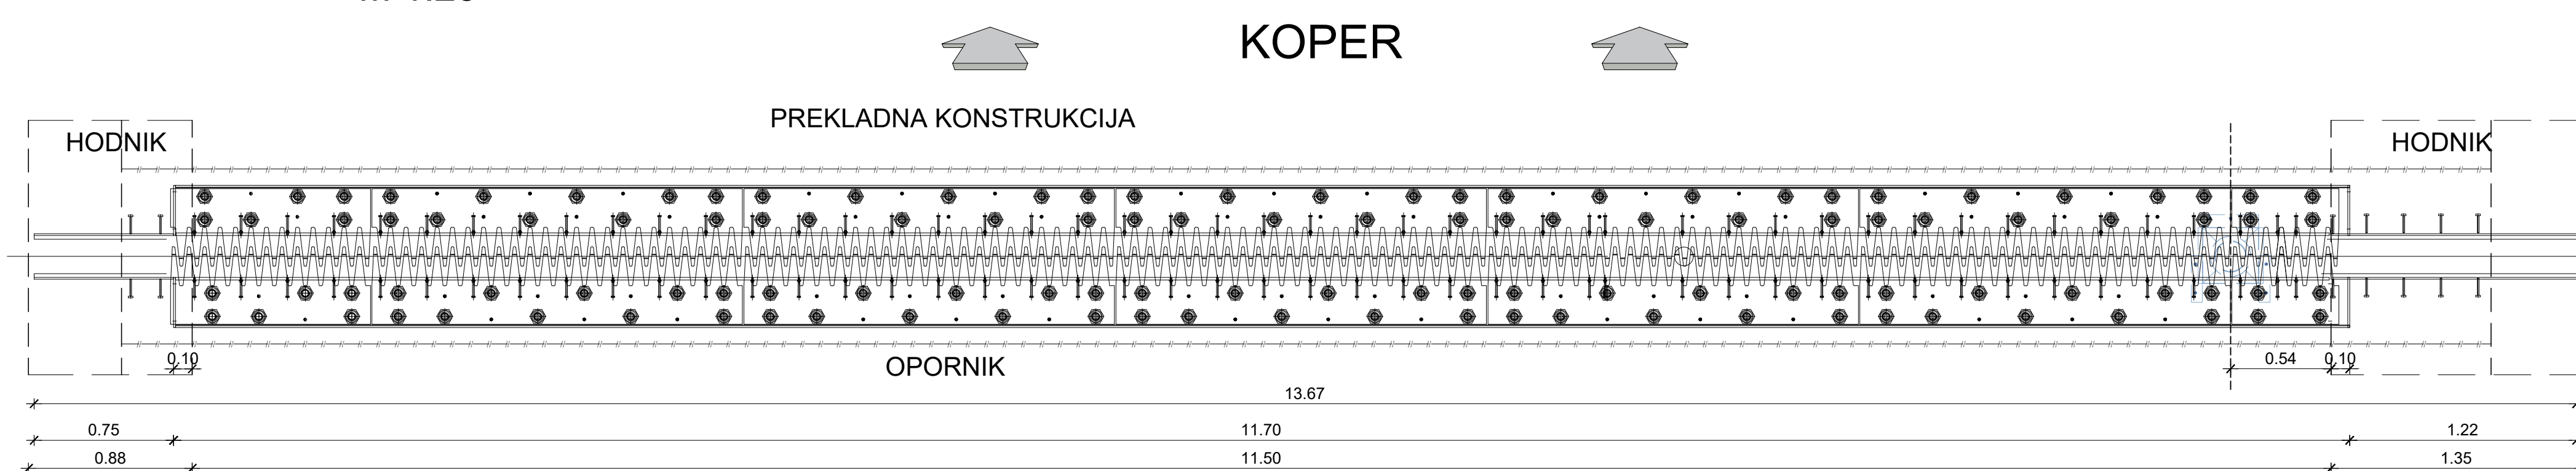 KOPER
PREKLADNA KONSTRUKCIJA
HODNIK
HODNIK
0.10
OPORNIK
0.54
0.10
13.67
0.75
11.70
1.22
0.88
11.50
1.35